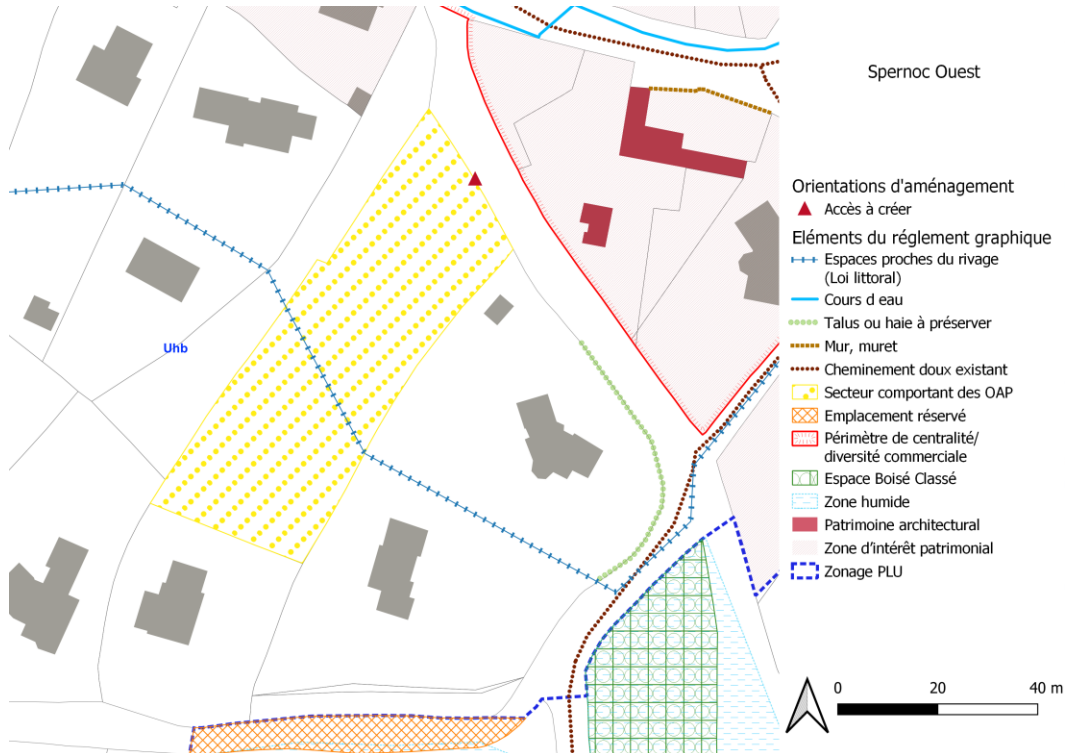 Spernoc Ouest
Uhb
Orientations d'aménagement
Accès à créer
Eléments du réglement graphique
Espaces proches du rivage
(Loi littoral)
Cours d eau
Talus ou haie à préserver
Mur, muret
Cheminement doux existant
Secteur comportant des OAP
Emplacement réservé
Périmètre de centralité/
diversité commerciale
Espace Boisé Classé
Zone humide
Patrimoine architectural
Zone d'intérêt patrimonial
Zonage PLU
0 20 40 m